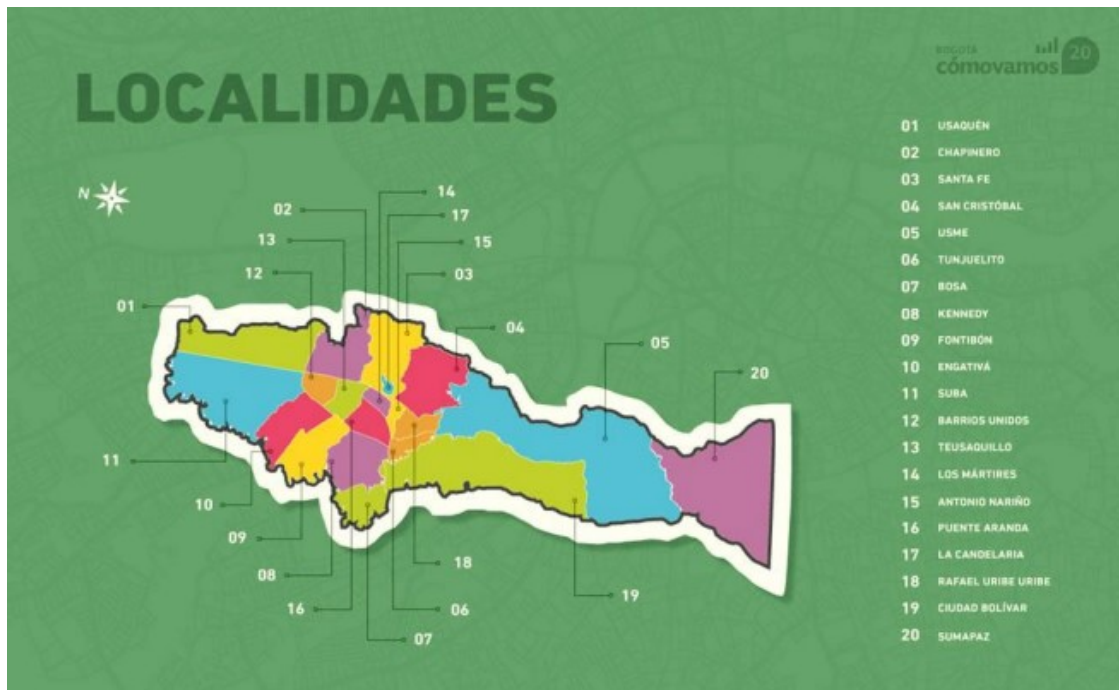 LOCALIDADES
BOGOTÁ
cómovamos 20
01 USAQUÉN
02 CHAPINERO
03 SANTA FE
04 SAN CRISTÓBAL
05 USME
06 TUNJUELITO
07 BOSA
08 KENNEDY
09 FONTIBÓN
10 ENGATIVÁ
11 SUBA
12 BARRIOS UNIDOS
13 TEUSAQUILLO
14 LOS MÁRTIRES
15 ANTONIO NARIÑO
16 PUENTE ARANDA
17 LA CANDELARIA
18 RAFAEL URIBE URIBE
19 CIUDAD BOLÍVAR
20 SUMAPAZ
N
14
02
17
13
15
12
03
01
04
05
20
11
10
09
08
18
16
06
19
07